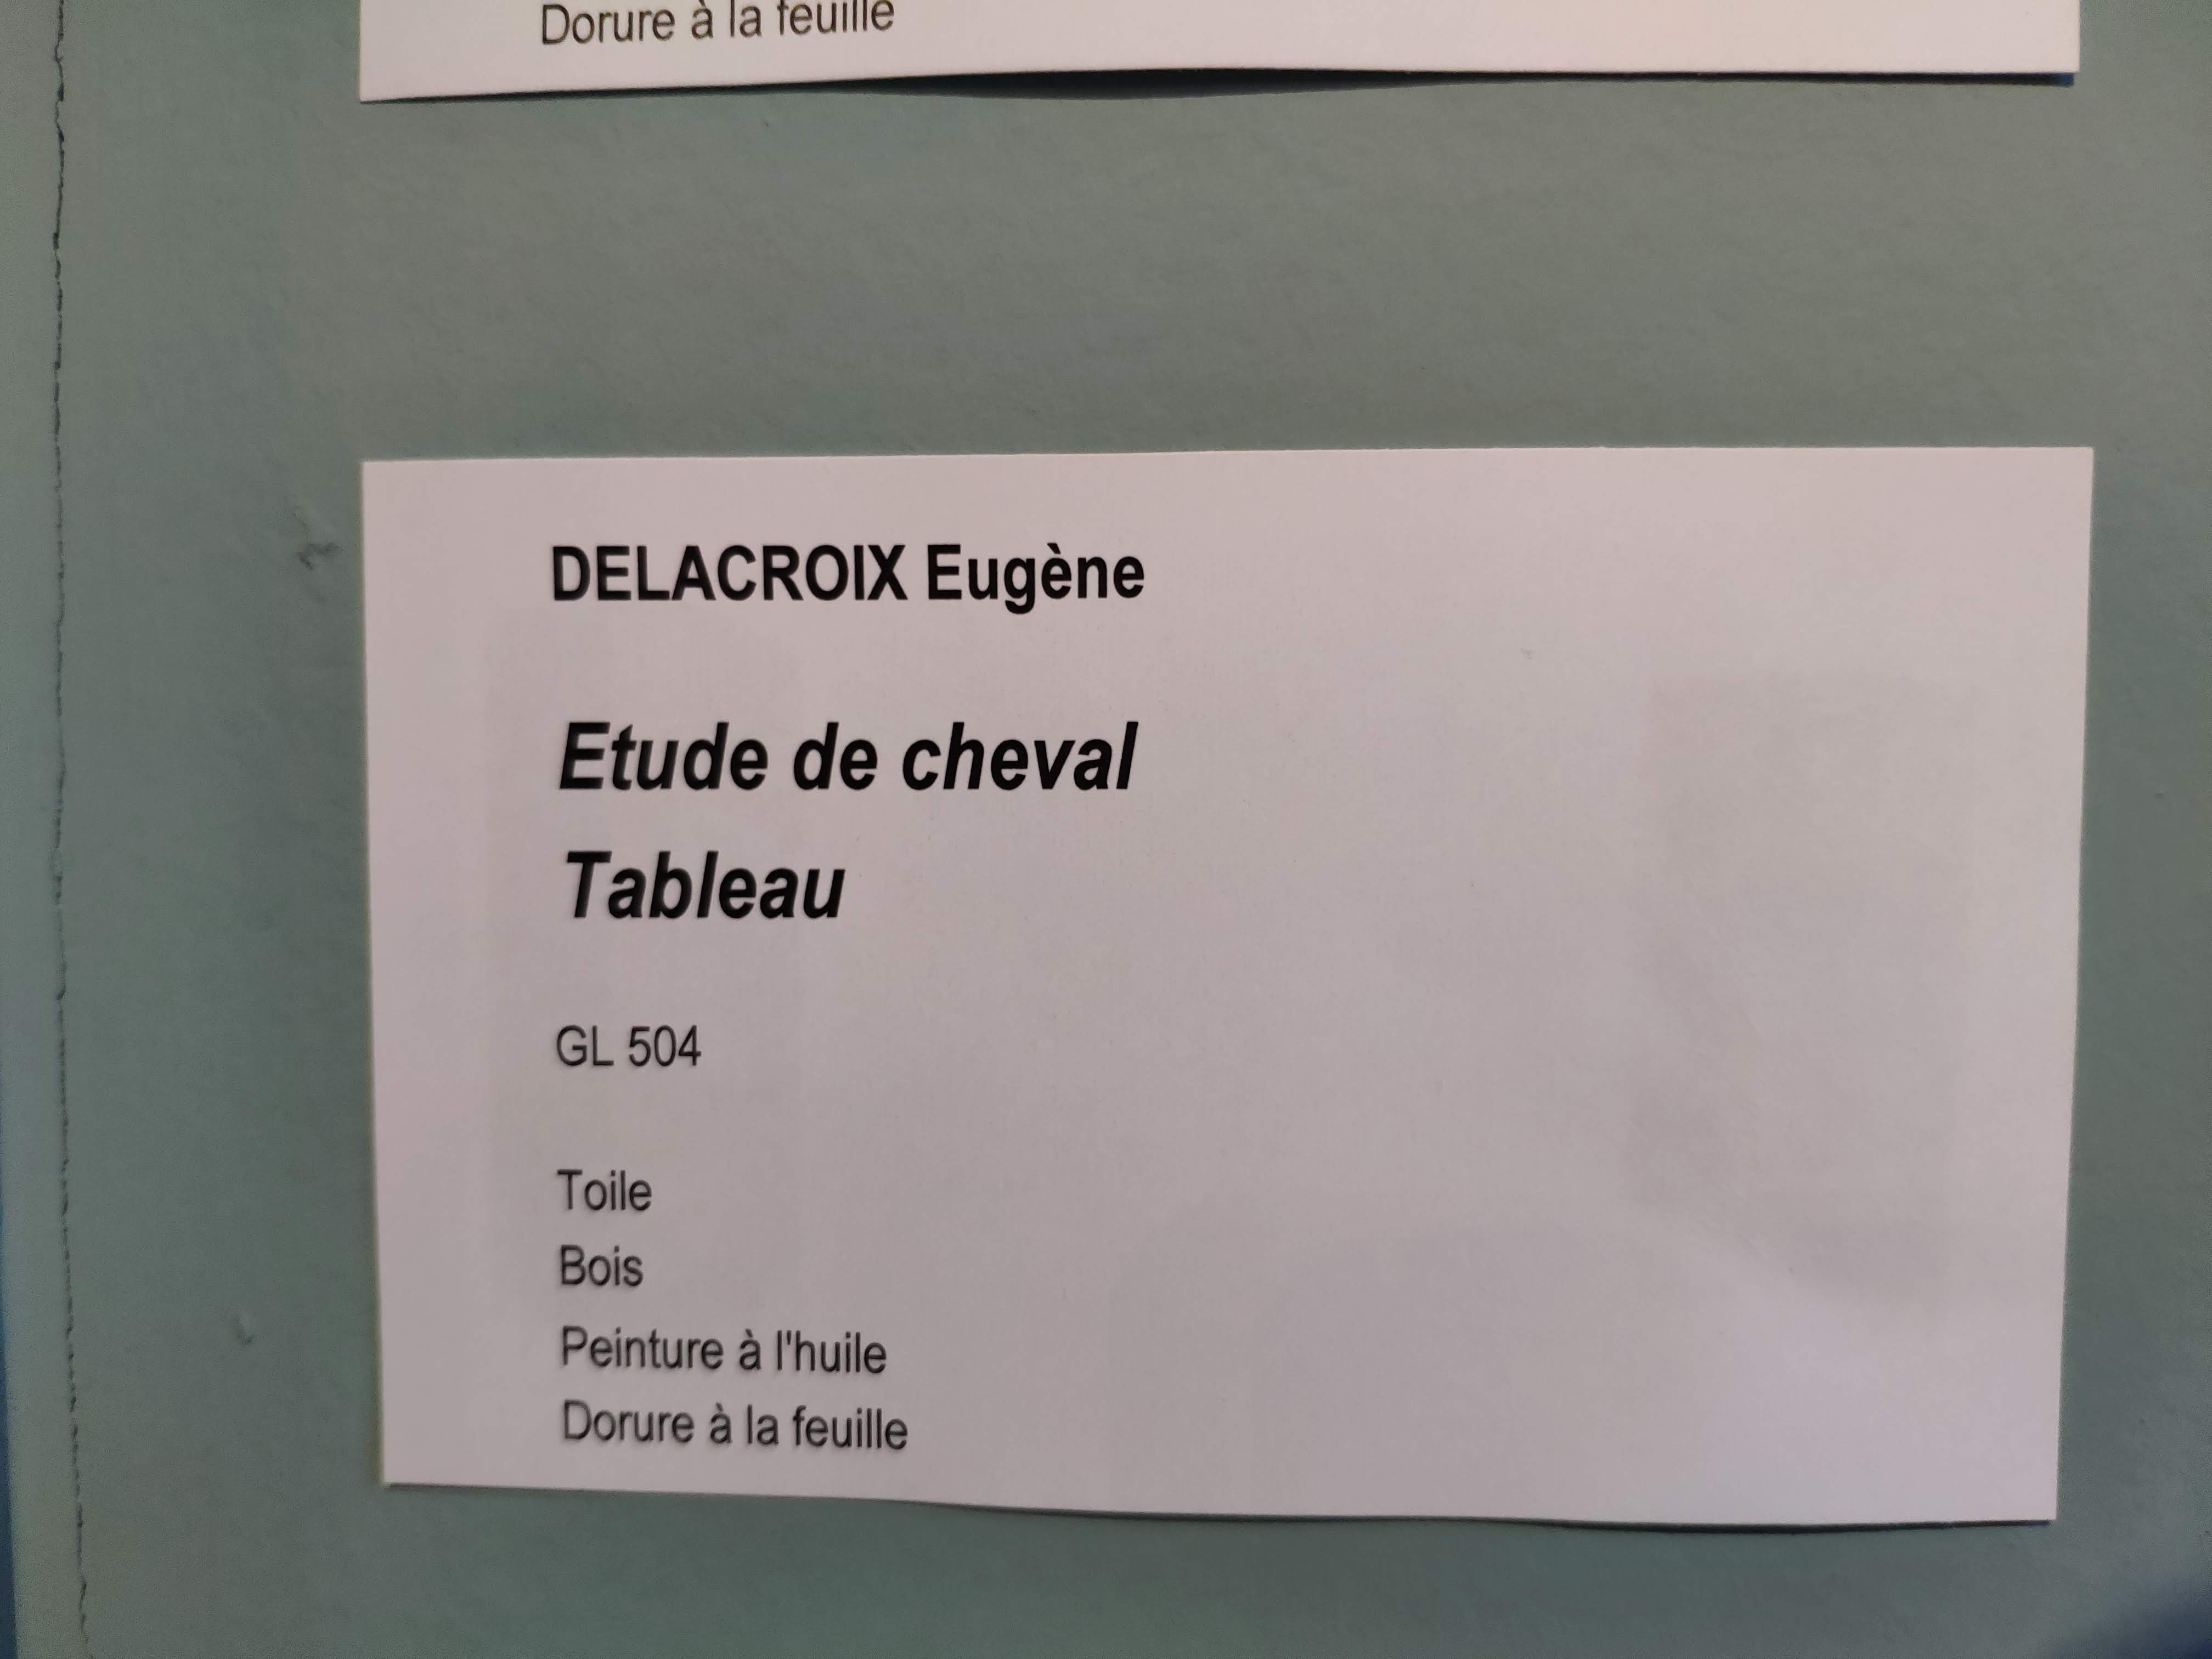 Dorure à la feuille
DELACROIX Eugène
Etude de cheval
Tableau
GL 504
Toile
Bois
Peinture à l'huile
Dorure à la feuille